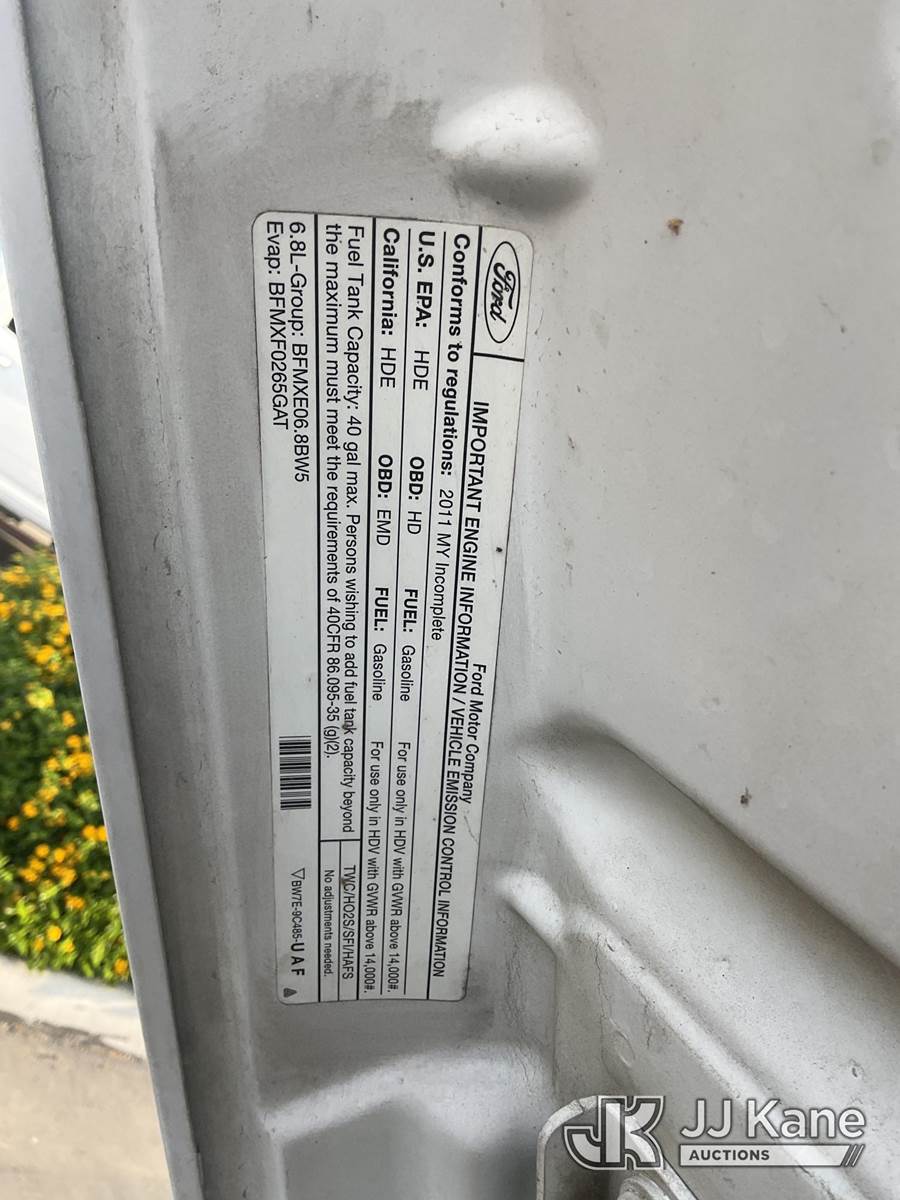 Ford
Ford Motor Company
IMPORTANT ENGINE INFORMATION / VEHICLE EMISSION CONTROL INFORMATION
Conforms to regulations: 2011 MY Incomplete
U.S. EPA: HDE OBD: HD FUEL: Gasoline For use only in HDV with GVWR above 14,000#.
California: HDE OBD: EMD FUEL: Gasoline For use only in HDV with GVWR above 14,000#.
Fuel Tank Capacity: 40 gal max. Persons wishing to add fuel tank capacity beyond
the maximum must meet the requirements of 40CFR 86.095-35 (g)(2).
TWC/HO2S/SFI/HAFS
No adjustments needed.
6.8L-Group: BFMXE06.8BW5
Evap: BFMXF0265GAT
BW7E-9C485-UAF
JK JJ Kane
AUCTIONS